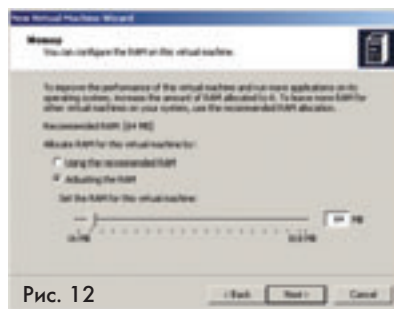 New Virtual Machine Wizard
Memory
You can configure the RAM on this virtual machine.
To improve the performance of this virtual machine and run more applications on its
operating system, increase the amount of RAM allocated to it. To leave more RAM for
other virtual machines on your system, use the recommended RAM allocation.
Recommended RAM: [64 MB]
Allocate RAM for this virtual machine by:
Using the recommended RAM
Adjusting the RAM
Set the RAM for this virtual machine:
64 MB
Рис. 12
< Back Next > Cancel